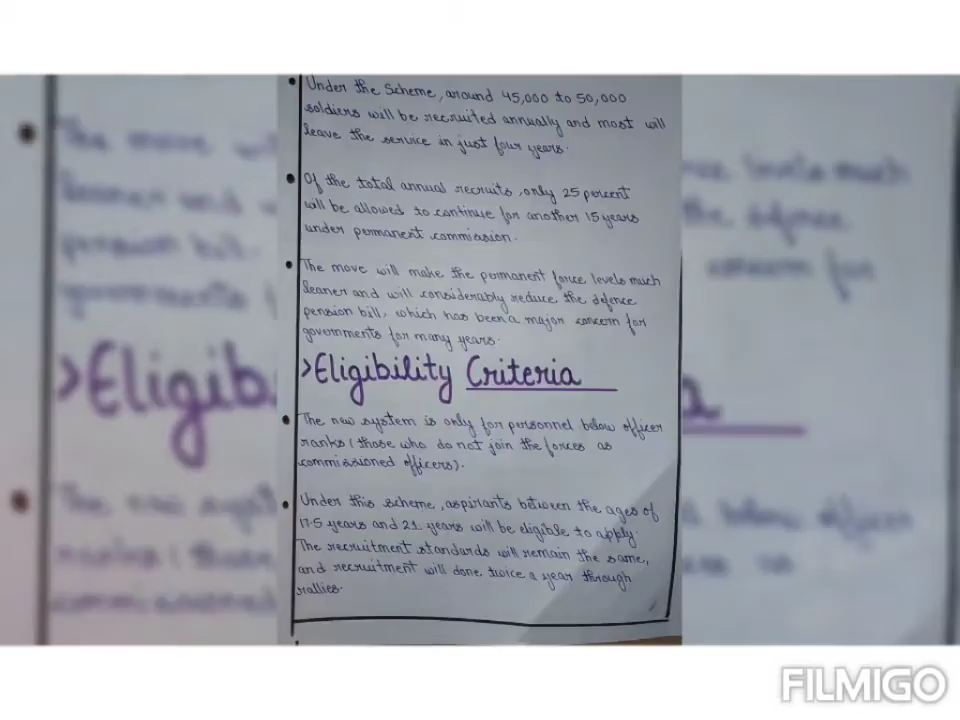 • Under the Scheme, around 45,000 to 50,000
soldiers will be recruited annually and most will
leave the service in just four years.
• Of the total annual recruits, only 25 percent
will be allowed to continue for another 15 years
under permanent commission.
• The move will make the permanent force levels much
leaner and will considerably reduce the defence
pension bill, which has been a major concern for
governments for many years.
>Eligibility Criteria
• The new system is only for personnel below officer
ranks (those who do not join the forces as
commissioned officers).
• Under this scheme, aspirants between the ages of
17.5 years and 21 years will be eligible to apply.
The recruitment standards will remain the same,
and recruitment will done twice a year through
rallies.
FILMIGO